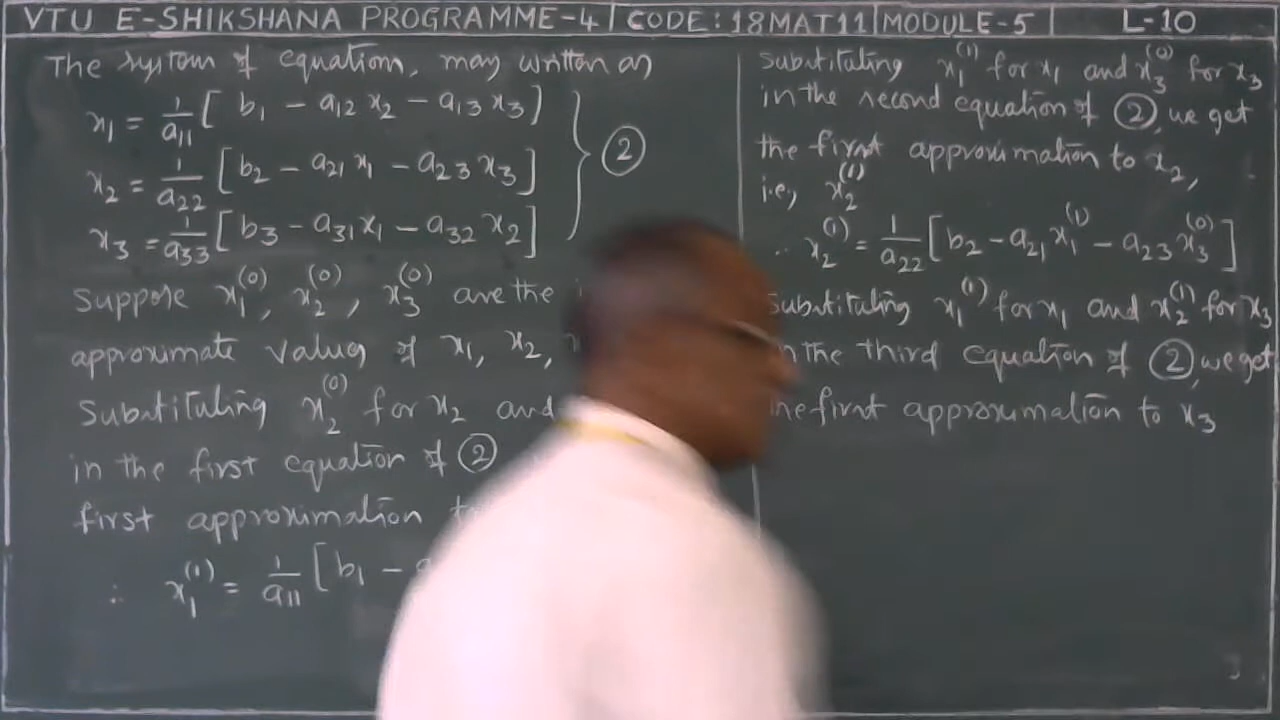 VTU E-SHIKSHANA PROGRAMME-4 | CODE: 18MAT11 | MODULE-5 | L-10
The system of equation, may written as
x₁ = 1/a₁₁ [ b₁ - a₁₂ x₂ - a₁₃ x₃ ]
x₂ = 1/a₂₂ [ b₂ - a₂₁ x₁ - a₂₃ x₃ ]
②
x₃ = 1/a₃₃ [ b₃ - a₃₁ x₁ - a₃₂ x₂ ]
Suppose x₁⁽⁰⁾, x₂⁽⁰⁾, x₃⁽⁰⁾ are the
approximate values of x₁, x₂,
Substituting x₂⁽⁰⁾ for x₂ and
in the first equation of ②
first approximation
∴ x₁⁽¹⁾ = 1/a₁₁ [ b₁ -
substituting x₁⁽¹⁾ for x₁ and x₃⁽⁰⁾ for x₃
in the second equation of ②, we get
the first approximation to x₂,
i.e., x₂⁽¹⁾
∴ x₂⁽¹⁾ = 1/a₂₂ [ b₂ - a₂₁ x₁⁽¹⁾ - a₂₃ x₃⁽⁰⁾ ]
substituting x₁⁽¹⁾ for x₁ and x₂⁽¹⁾ for x₃
the third equation of ②, we get
first approximation to x₃